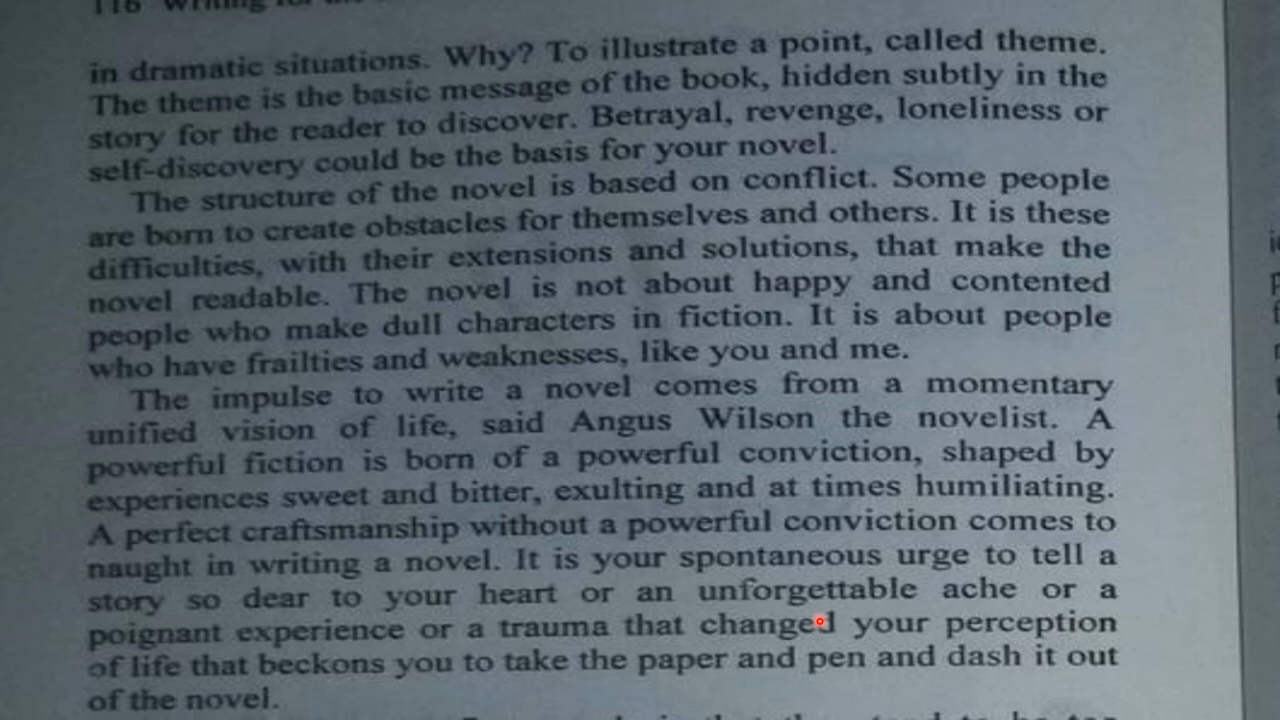 116 Writing for the
in dramatic situations. Why? To illustrate a point, called theme.
The theme is the basic message of the book, hidden subtly in the
story for the reader to discover. Betrayal, revenge, loneliness or
self-discovery could be the basis for your novel.
The structure of the novel is based on conflict. Some people
are born to create obstacles for themselves and others. It is these
difficulties, with their extensions and solutions, that make the
novel readable. The novel is not about happy and contented
people who make dull characters in fiction. It is about people
who have frailties and weaknesses, like you and me.
The impulse to write a novel comes from a momentary
unified vision of life, said Angus Wilson the novelist. A
powerful fiction is born of a powerful conviction, shaped by
experiences sweet and bitter, exulting and at times humiliating.
A perfect craftsmanship without a powerful conviction comes to
naught in writing a novel. It is your spontaneous urge to tell a
story so dear to your heart or an unforgettable ache or a
poignant experience or a trauma that changed your perception
of life that beckons you to take the paper and pen and dash it out
of the novel.